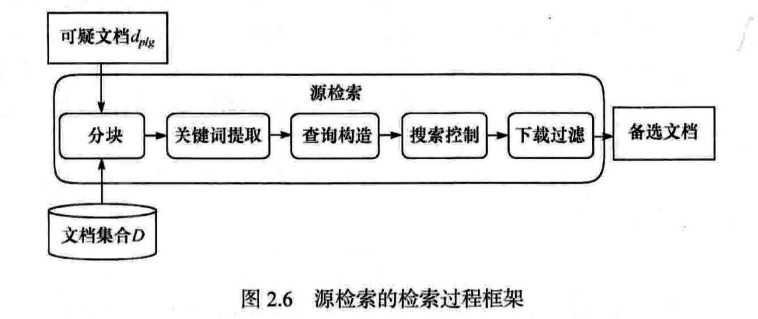 可疑文档dplg
源检索
分块
关键词提取
查询构造
搜索控制
下载过滤
备选文档
文档集合D
图 2.6 源检索的检索过程框架